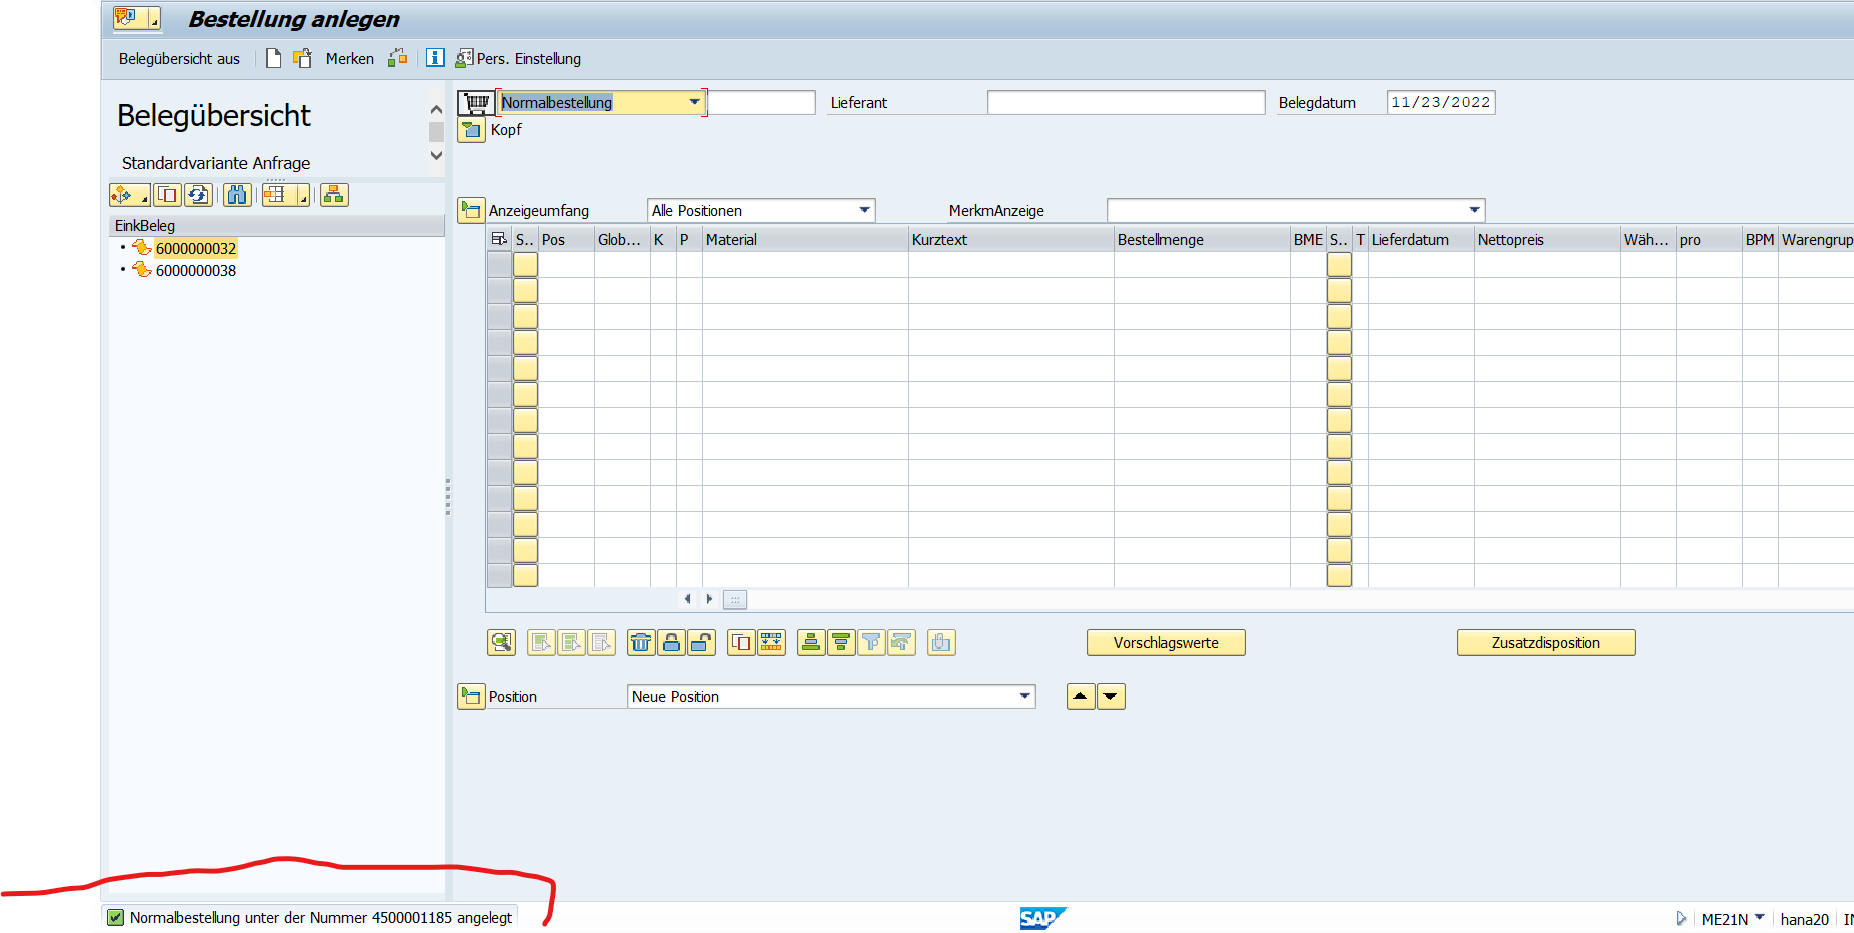 Bestellung anlegen
Belegübersicht aus Merken Pers. Einstellung
Belegübersicht
Standardvariante Anfrage
EinkBeleg
6000000032
6000000038
Normalbestellung Lieferant Belegdatum 11/23/2022
Kopf
Anzeigeumfang Alle Positionen MerkmAnzeige
S.. Pos Glob... K P Material Kurztext Bestellmenge BME S.. T Lieferdatum Nettopreis Wäh... pro BPM Warengrup
Vorschlagswerte Zusatzdisposition
Position Neue Position
Normalbestellung unter der Nummer 4500001185 angelegt SAP ME21N hana20 IN